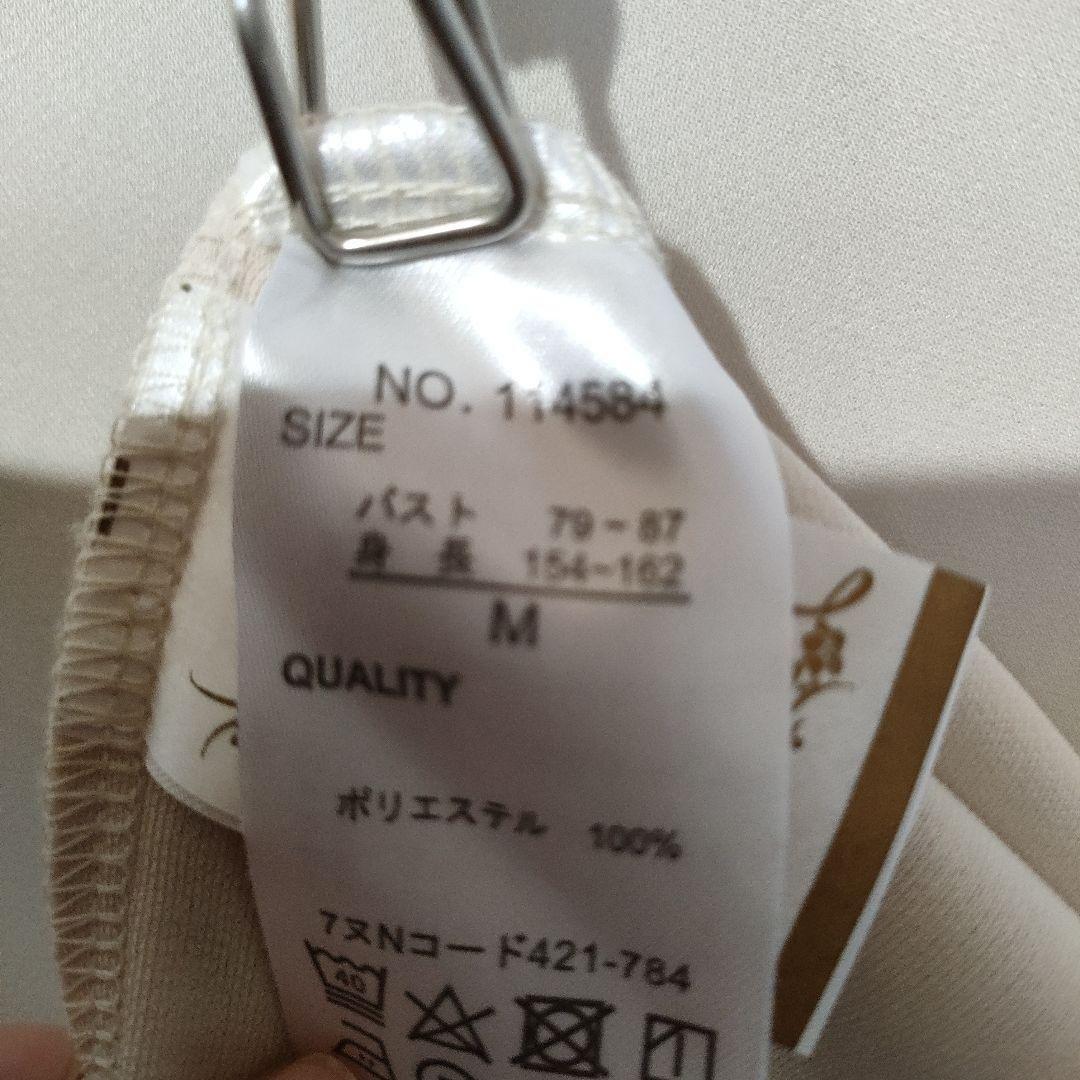 NO. 114584
SIZE
バスト 79-87
身 長 154-162
M
QUALITY
ポリエステル 100%
7ヌNコード421-784
40